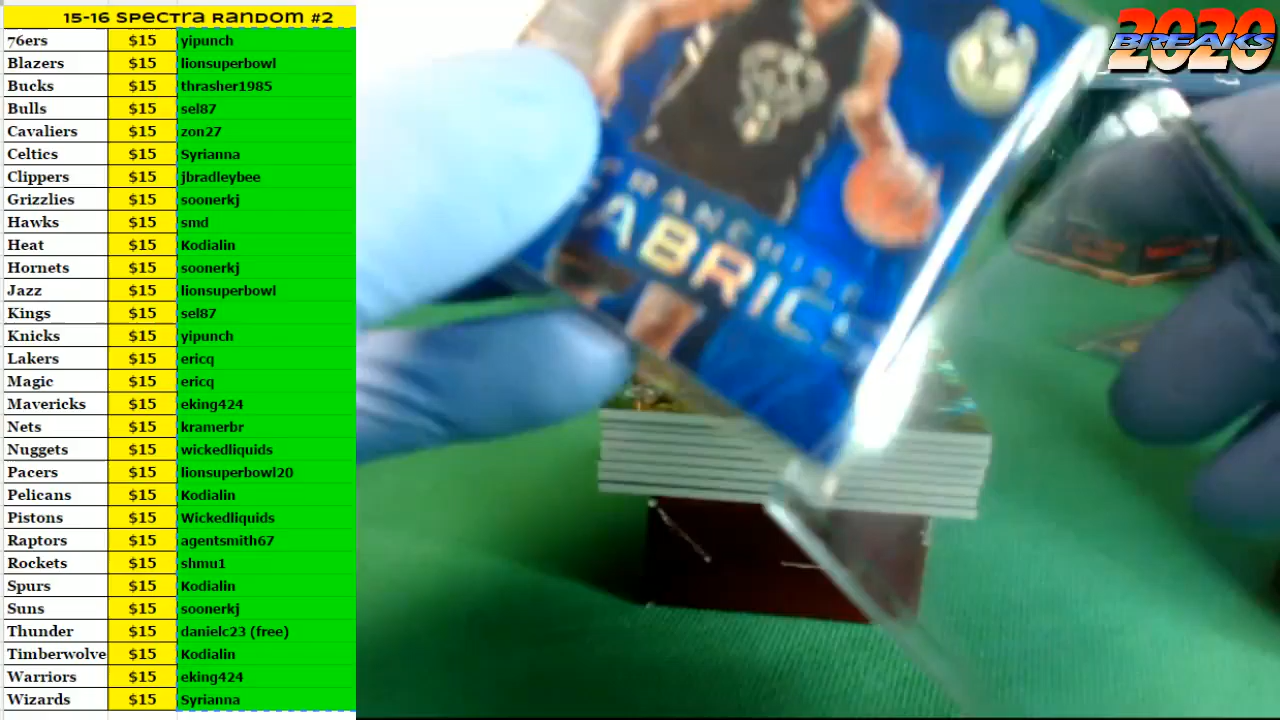 15-16 Spectra Random #2
76ers $15 yipunch
Blazers $15 lionsuperbowl
Bucks $15 thrasher1985
Bulls $15 sel87
Cavaliers $15 zon27
Celtics $15 Syrianna
Clippers $15 jbradleybee
Grizzlies $15 soonerkj
Hawks $15 smd
Heat $15 Kodialin
Hornets $15 soonerkj
Jazz $15 lionsuperbowl
Kings $15 sel87
Knicks $15 yipunch
Lakers $15 ericq
Magic $15 ericq
Mavericks $15 eking424
Nets $15 kramerbr
Nuggets $15 wickedliquids
Pacers $15 lionsuperbowl20
Pelicans $15 Kodialin
Pistons $15 Wickedliquids
Raptors $15 agentsmith67
Rockets $15 shmu1
Spurs $15 Kodialin
Suns $15 soonerkj
Thunder $15 danielc23 (free)
Timberwolve $15 Kodialin
Warriors $15 eking424
Wizards $15 Syrianna
2020
BREAKS
FRANCHISE
FABRICS